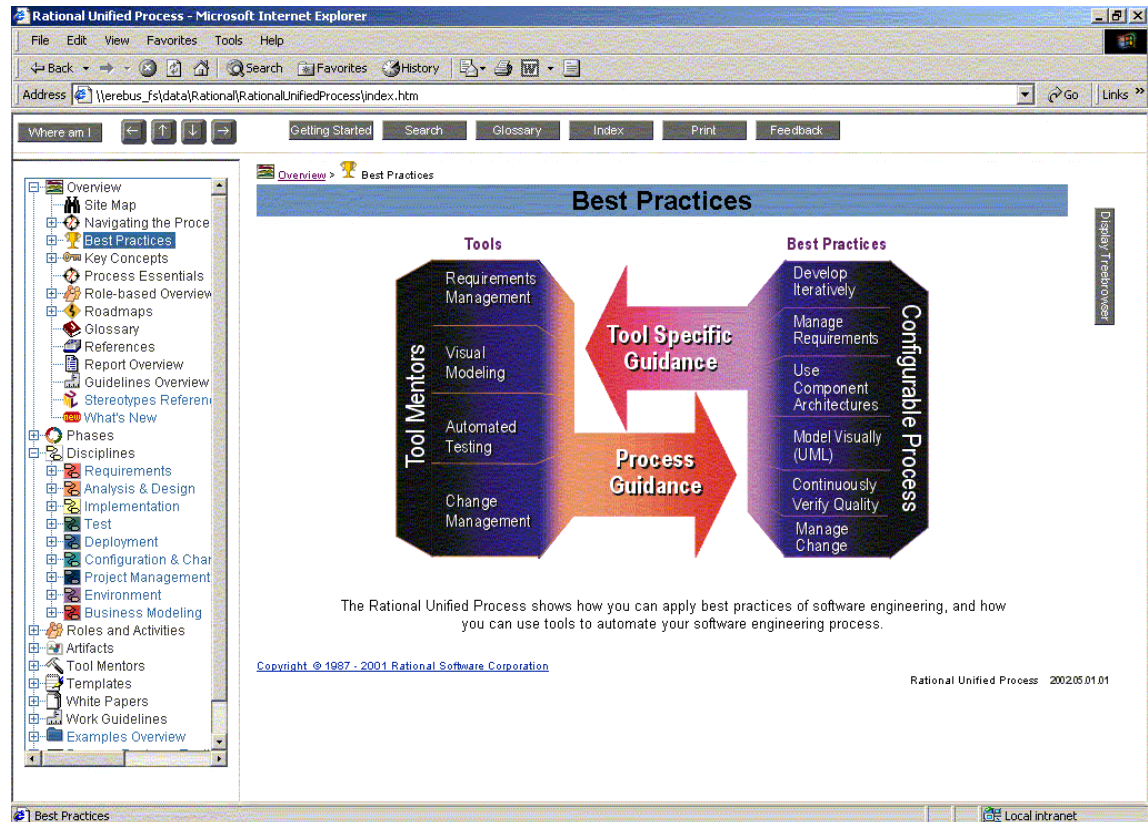 Rational Unified Process - Microsoft Internet Explorer
File Edit View Favorites Tools Help
Back Search Favorites History
Address \\erebus_fs\data\Rational\RationalUnifiedProcess\index.htm Go Links »
Where am I Getting Started Search Glossary Index Print Feedback
Overview
Site Map
Navigating the Proce
Best Practices
Key Concepts
Process Essentials
Role-based Overview
Roadmaps
Glossary
References
Report Overview
Guidelines Overview
Stereotypes Referen
new What's New
Phases
Disciplines
Requirements
Analysis & Design
Implementation
Test
Deployment
Configuration & Char
Project Management
Environment
Business Modeling
Roles and Activities
Artifacts
Tool Mentors
Templates
White Papers
Work Guidelines
Examples Overview
Overview > Best Practices
Best Practices
Display Treebrowser
Tools
Tool Mentors
Requirements
Management
Visual
Modeling
Automated
Testing
Change
Management
Tool Specific
Guidance
Process
Guidance
Best Practices
Develop
Iteratively
Manage
Requirements
Use
Component
Architectures
Model Visually
(UML)
Continuously
Verify Quality
Manage
Change
Configurable Process
The Rational Unified Process shows how you can apply best practices of software engineering, and how
you can use tools to automate your software engineering process.
Copyright © 1987 - 2001 Rational Software Corporation
Rational Unified Process 2002.05.01.01
Best Practices Local intranet